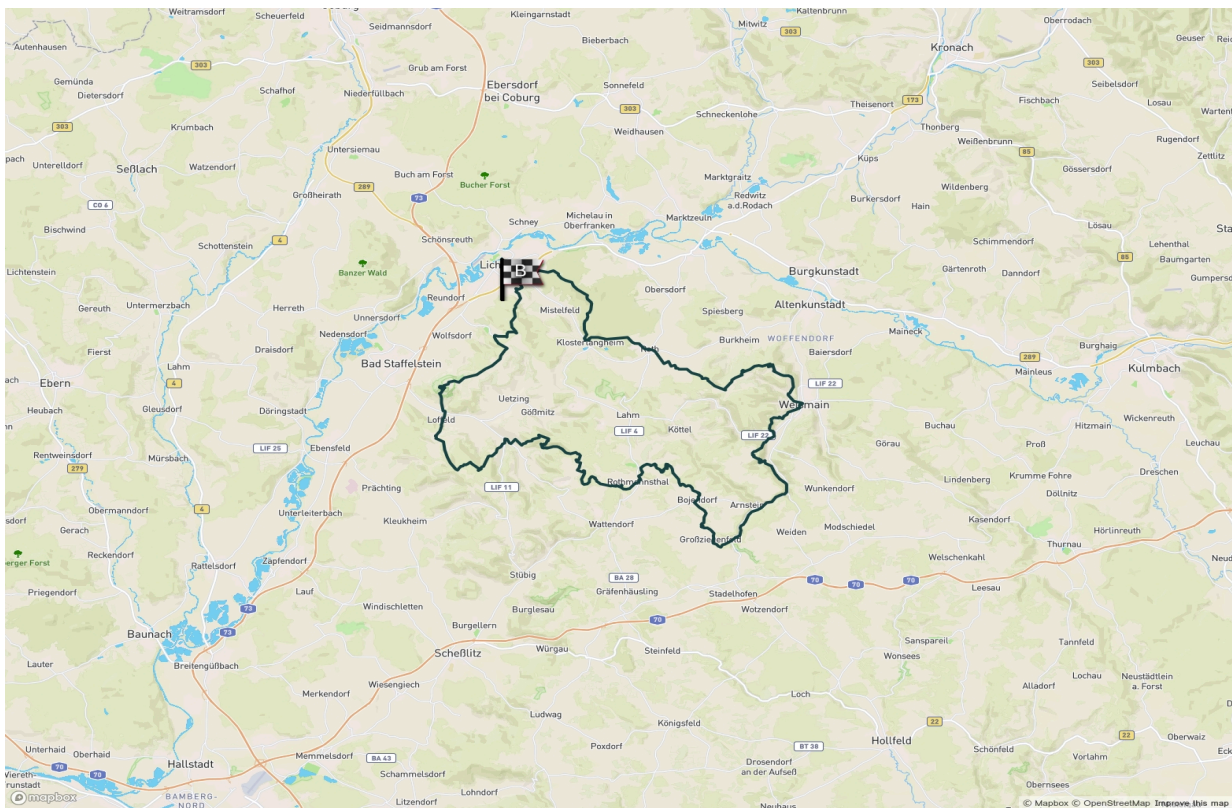 Weitramsdorf
Scheuerfeld
Kleingarnstadt
Kaltenbrunn
Oberrodach
Geuser
Autenhausen
Seidmannsdorf
Bieberbach
Mitwitz
303
Kronach
303
Gemünda
303
Dietersdorf
Schafhof
Grub am Forst
Ebersdorf
bei Coburg
Sonnefeld
303
Niederfüllbach
Schneckenlohe
Theisenort
173
Fischbach
Seibelsdorf
Losau
303
Krumbach
Weidhausen
Thonberg
Weißenbrunn
Rugendorf
Unterelldorf
Seßlach
Watzendorf
Untersiemau
85
Gössersdorf
Zettlitz
Buch am Forst
Bucher Forst
Marktgraitz
Küps
Wildenberg
Großheirath
289
73
Redwitz
a.d.Rodach
Burkersdorf
Hain
CO 6
Bischwind
Schney
Michelau in
Oberfranken
Marktzeuln
Lösau
Schottenstein
4
Schönsreuth
Schimmendorf
Lehenthal
Lichtenstein
Banzer Wald
B
Burgkunstadt
Gärtenroth
Danndorf
85
Baumgarten
Gereuth
Untermerzbach
Herreth
Reundorf
Obersdorf
Altenkunstadt
Unnersdorf
Mistelfeld
Spiesberg
Maineck
Nedensdorf
Wolfsdorf
Klosterlangheim
Roth
Burkheim
WOFFENDORF
Baiersdorf
Burghaig
Fierst
Draisdorf
Bad Staffelstein
289
Mainleus
Kulmbach
Lahm
Ebern
4
LIF 22
Heubach
Gleusdorf
Döringstadt
Uetzing
Gößmitz
Wickenreuth
Loffeld
Lahm
Köttel
Buchau
Hitzmain
LIF 25
Ebensfeld
LIF 4
LIF 22
Görau
Proß
Leuchau
Rentweinsdorf
Mürsbach
279
Prächting
LIF 11
Rothmannsthal
Wunkendorf
Lindenberg
Krumme Fohre
Dreschen
Obermanndorf
4
Unterleiterbach
Kleukheim
Bojendorf
Arnstein
Döllnitz
Gerach
Wattendorf
Weiden
Modschiedel
Kasendorf
Hörlinreuth
Reckendorf
Großziegenfeld
Thurnau
Rattelsdorf
Zapfendorf
Stübig
BA 28
Welschenkahl
Priegendorf
Lauf
Gräfenhäusling
Stadelhofen
70
70
70
Leesau
Windischletten
Burglesau
Wotzendorf
73
Burgellern
70
Baunach
73
Sanspareil
Tannfeld
Lauter
Breitengüßbach
Scheßlitz
Würgau
Steinfeld
Wonsees
Lochau
Neustädtlein
a. Forst
Wiesengiech
Alladorf
Merkendorf
Loch
Ludwag
Königsfeld
22
22
Unterhaid
Oberhaid
Memmelsdorf
BA 43
Poxdorf
BT 38
Hollfeld
Schönfeld
Oberwaiz
70
70
Hallstadt
Schammelsdorf
Drosendorf
an der Aufseß
Vorlahm
Lohndorf
Litzendorf
Obernsees
BAMBERG-
NORD
mapbox
© Mapbox © OpenStreetMap Improve this map